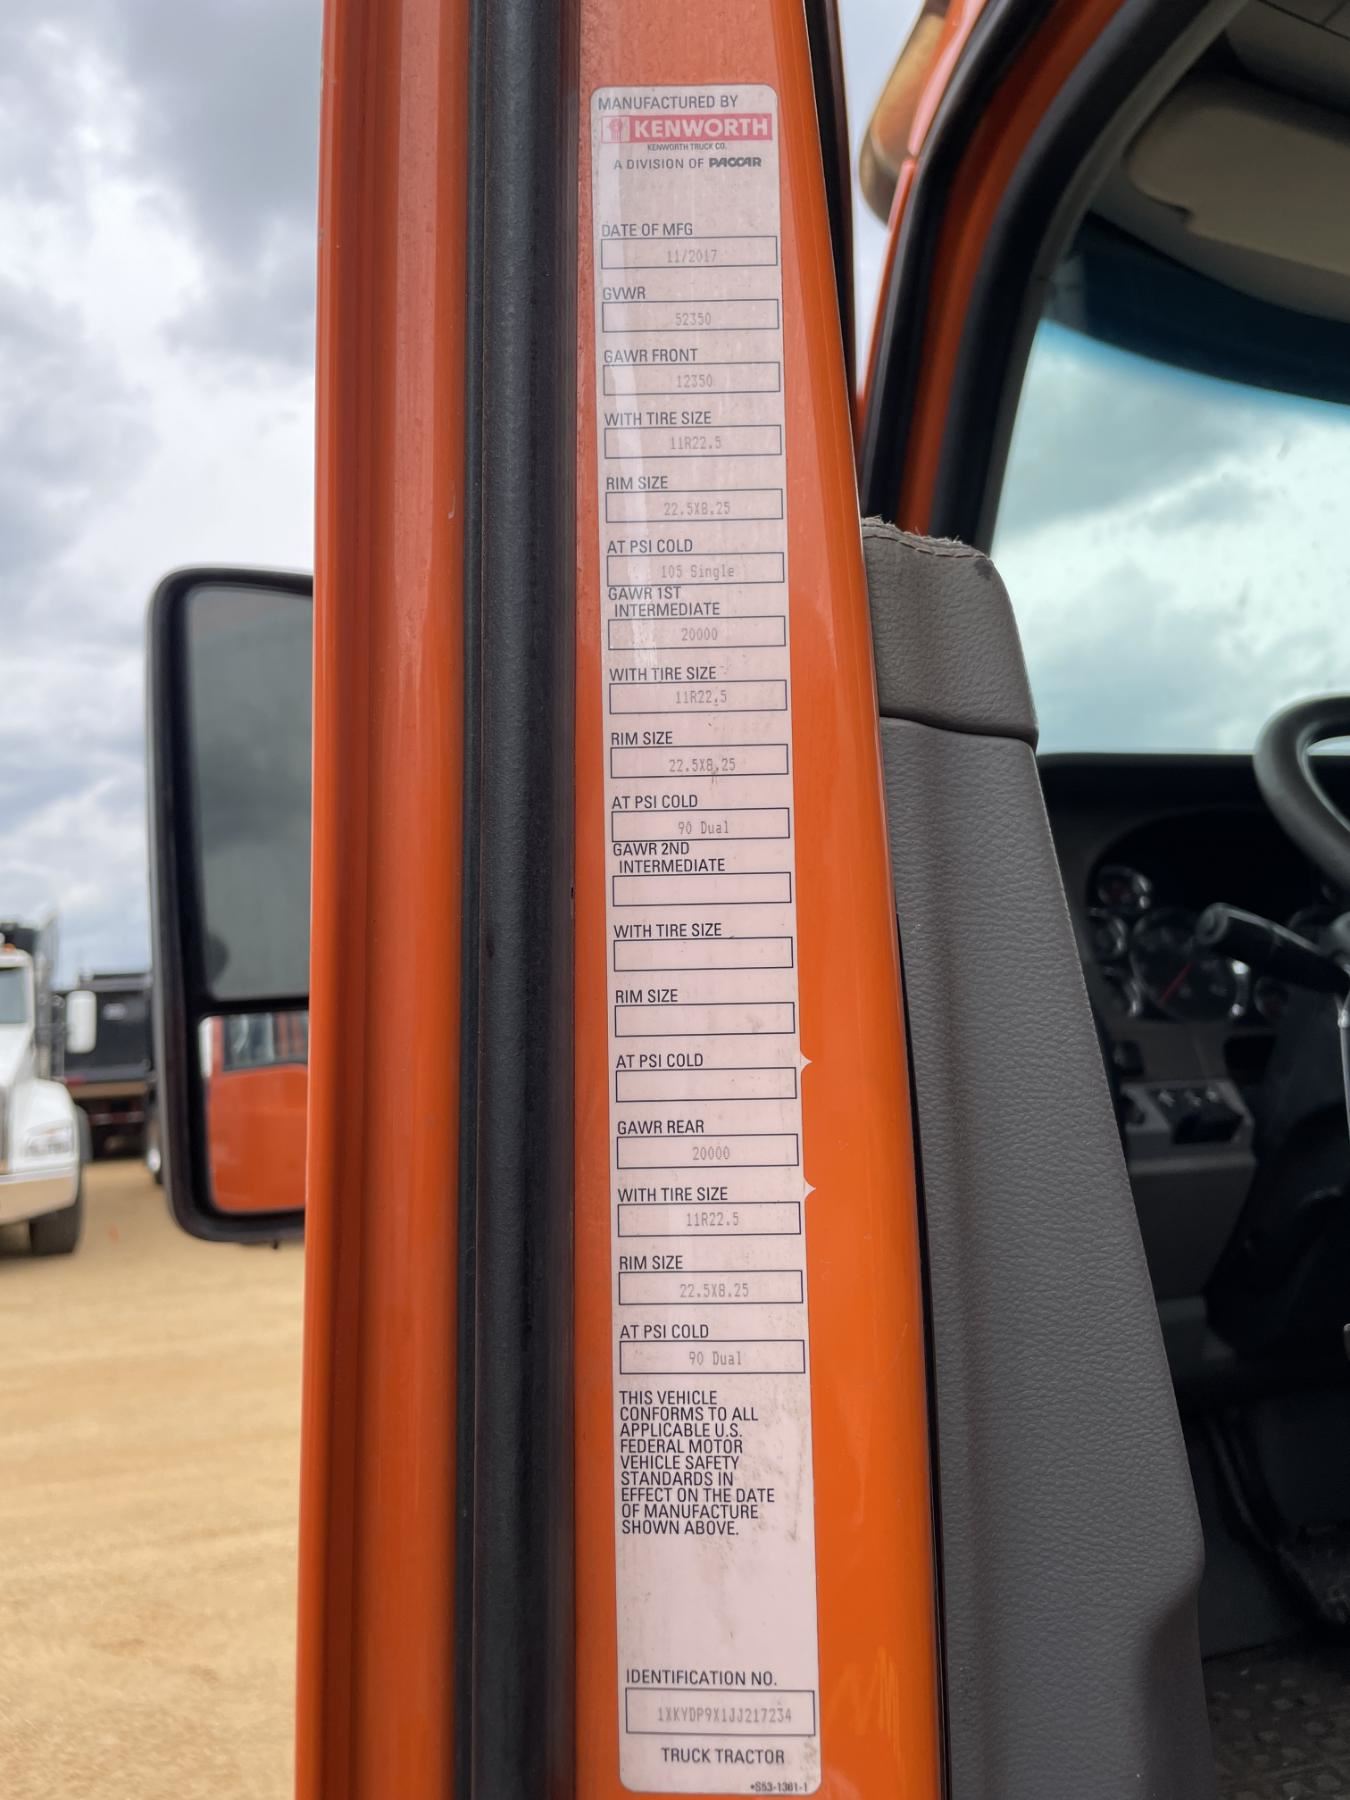 MANUFACTURED BY
KENWORTH
KENWORTH TRUCK CO.
A DIVISION OF PACCAR
DATE OF MFG
11/2017
GVWR
52350
GAWR FRONT
12350
WITH TIRE SIZE
11R22.5
RIM SIZE
22.5X8.25
AT PSI COLD
105 Single
GAWR 1ST
INTERMEDIATE
20000
WITH TIRE SIZE
11R22.5
RIM SIZE
22.5X8.25
AT PSI COLD
90 Dual
GAWR 2ND
INTERMEDIATE
WITH TIRE SIZE
RIM SIZE
AT PSI COLD
GAWR REAR
20000
WITH TIRE SIZE
11R22.5
RIM SIZE
22.5X8.25
AT PSI COLD
90 Dual
THIS VEHICLE
CONFORMS TO ALL
APPLICABLE U.S.
FEDERAL MOTOR
VEHICLE SAFETY
STANDARDS IN
EFFECT ON THE DATE
OF MANUFACTURE
SHOWN ABOVE.
IDENTIFICATION NO.
1XKYDP9X1JJ217234
TRUCK TRACTOR
•S53-1361-1